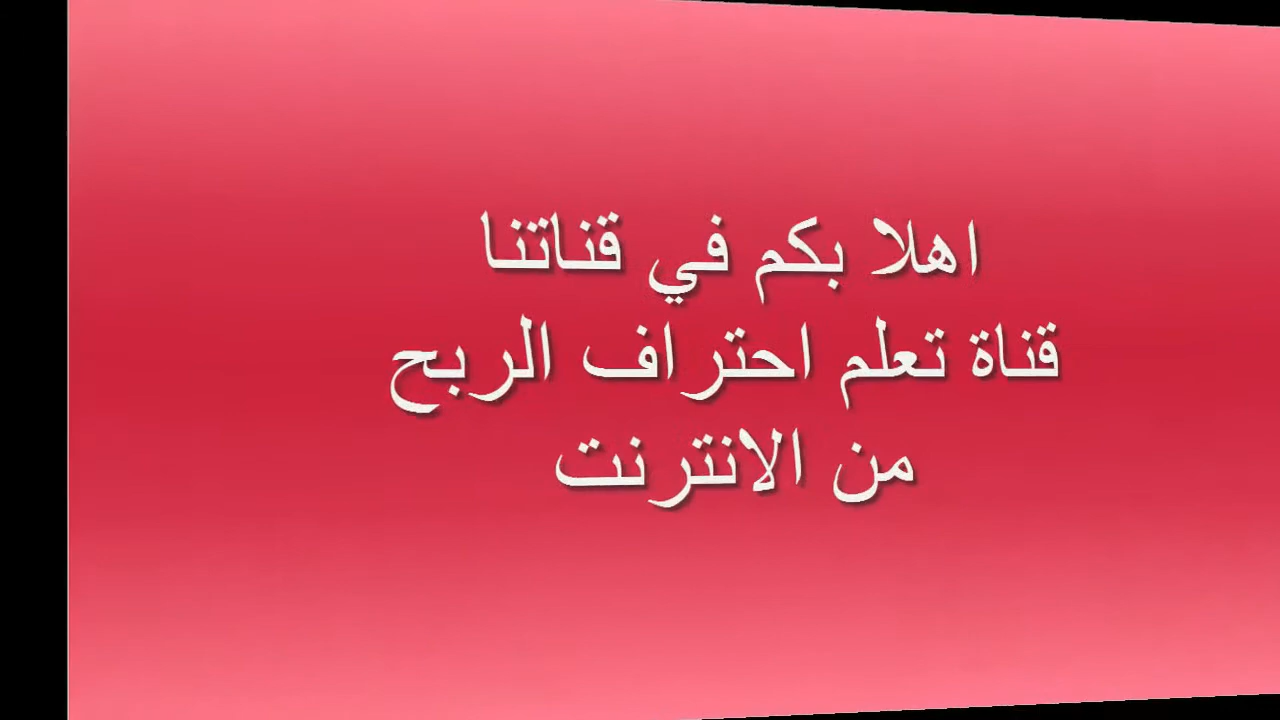 اهلا بكم في قناتنا
قناة تعلم احتراف الربح
من الانترنت